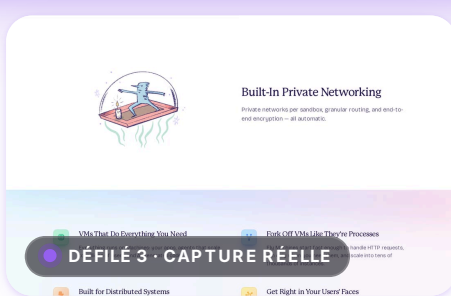 Built-In Private Networking
Private networks per sandbox, granular routing, and end-to-
end encryption — all automatic.
VMs That Do Everything You Need
Fork Off VMs Like They're Processes
handle HTTP requests,
scale into tens of
DÉFILÉ 3 · CAPTURE RÉELLE
Built for Distributed Systems
Get Right in Your Users' Faces